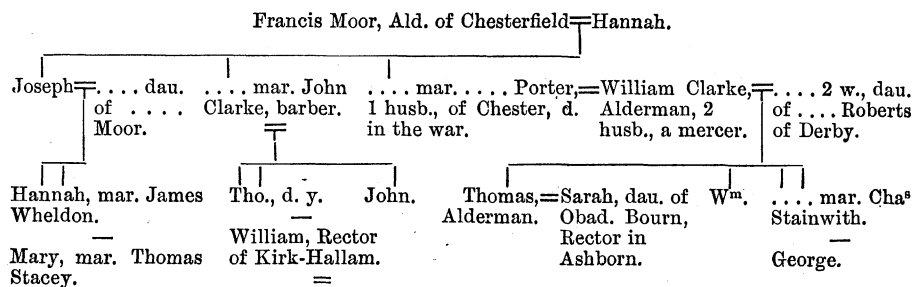 Francis Moor, Ald. of Chesterfield=Hannah.
Joseph= .... dau. of .... Moor.
.... mar. John Clarke, barber.
=
.... mar..... Porter,= 1 husb., of Chester, d. in the war.
William Clarke,= Alderman, 2 husb., a mercer.
.... 2 w., dau. of .... Roberts of Derby.
Hannah, mar. James
Wheldon.
—
Mary, mar. Thomas
Stacey.
Tho., d. y.
—
William, Rector
of Kirk-Hallam.
=
John.
Thomas,=
Alderman.
Sarah, dau. of
Obad. Bourn,
Rector in
Ashborn.
Wm.
.... mar. Chas
Stainwith.
—
George.